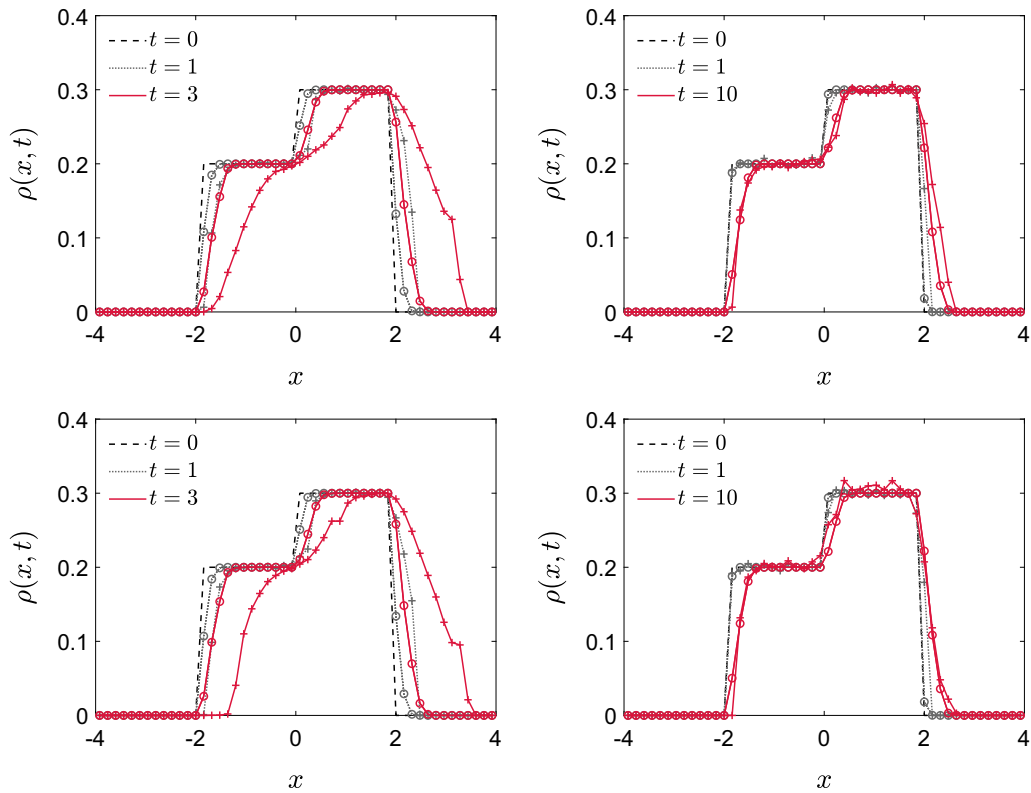 0.4
t = 0
t = 1
t = 3
0.3
ρ(x, t)
0.2
0.1
0
-4 -2 0 2 4
x
0.4
t = 0
t = 1
t = 10
0.3
ρ(x, t)
0.2
0.1
0
-4 -2 0 2 4
x
0.4
t = 0
t = 1
t = 3
0.3
ρ(x, t)
0.2
0.1
0
-4 -2 0 2 4
x
0.4
t = 0
t = 1
t = 10
0.3
ρ(x, t)
0.2
0.1
0
-4 -2 0 2 4
x